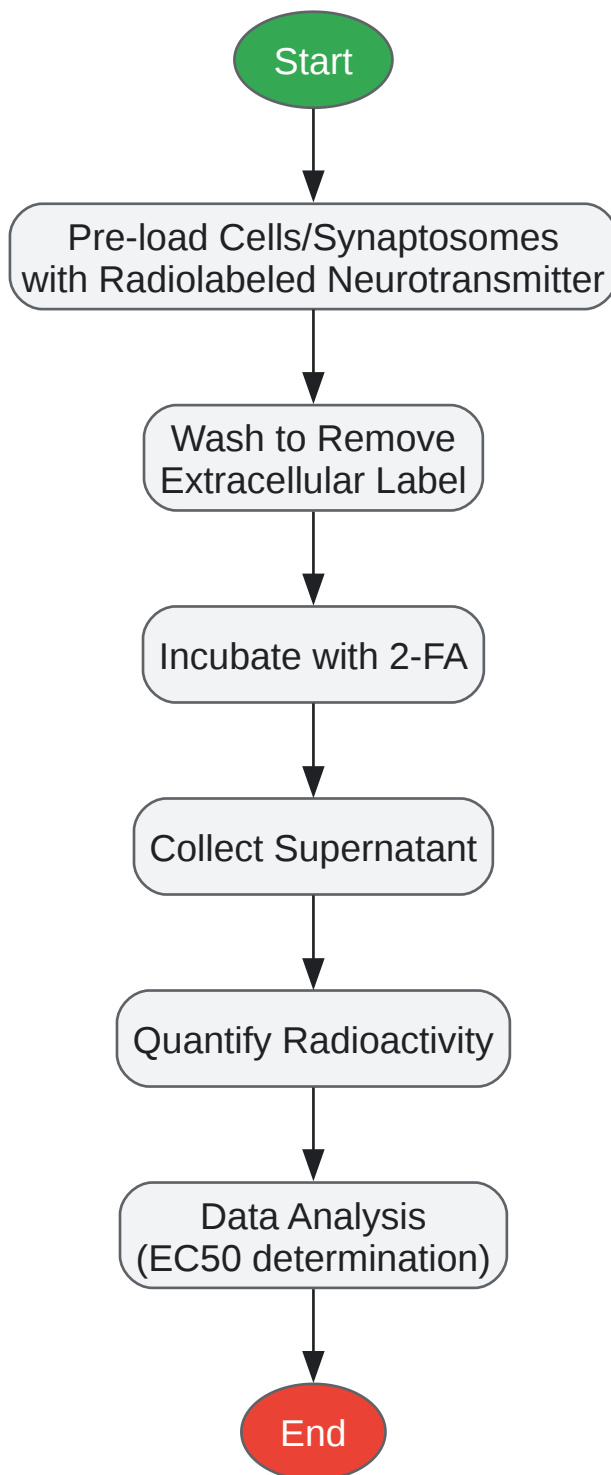 Start
Pre-load Cells/Synaptosomes
with Radiolabeled Neurotransmitter
Wash to Remove
Extracellular Label
Incubate with 2-FA
Collect Supernatant
Quantify Radioactivity
Data Analysis
(EC50 determination)
End